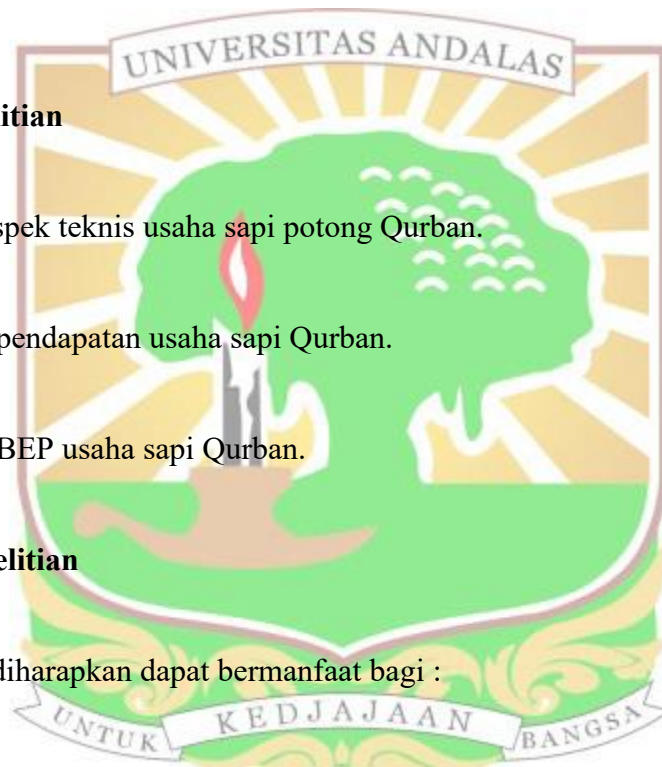 UNIVERSITAS ANDALAS
itian
spek teknis usaha sapi potong Qurban.
pendapatan usaha sapi Qurban.
BEP usaha sapi Qurban.
elitian
diharapkan dapat bermanfaat bagi :
UNTUK KEDJAJAAN BANGSA